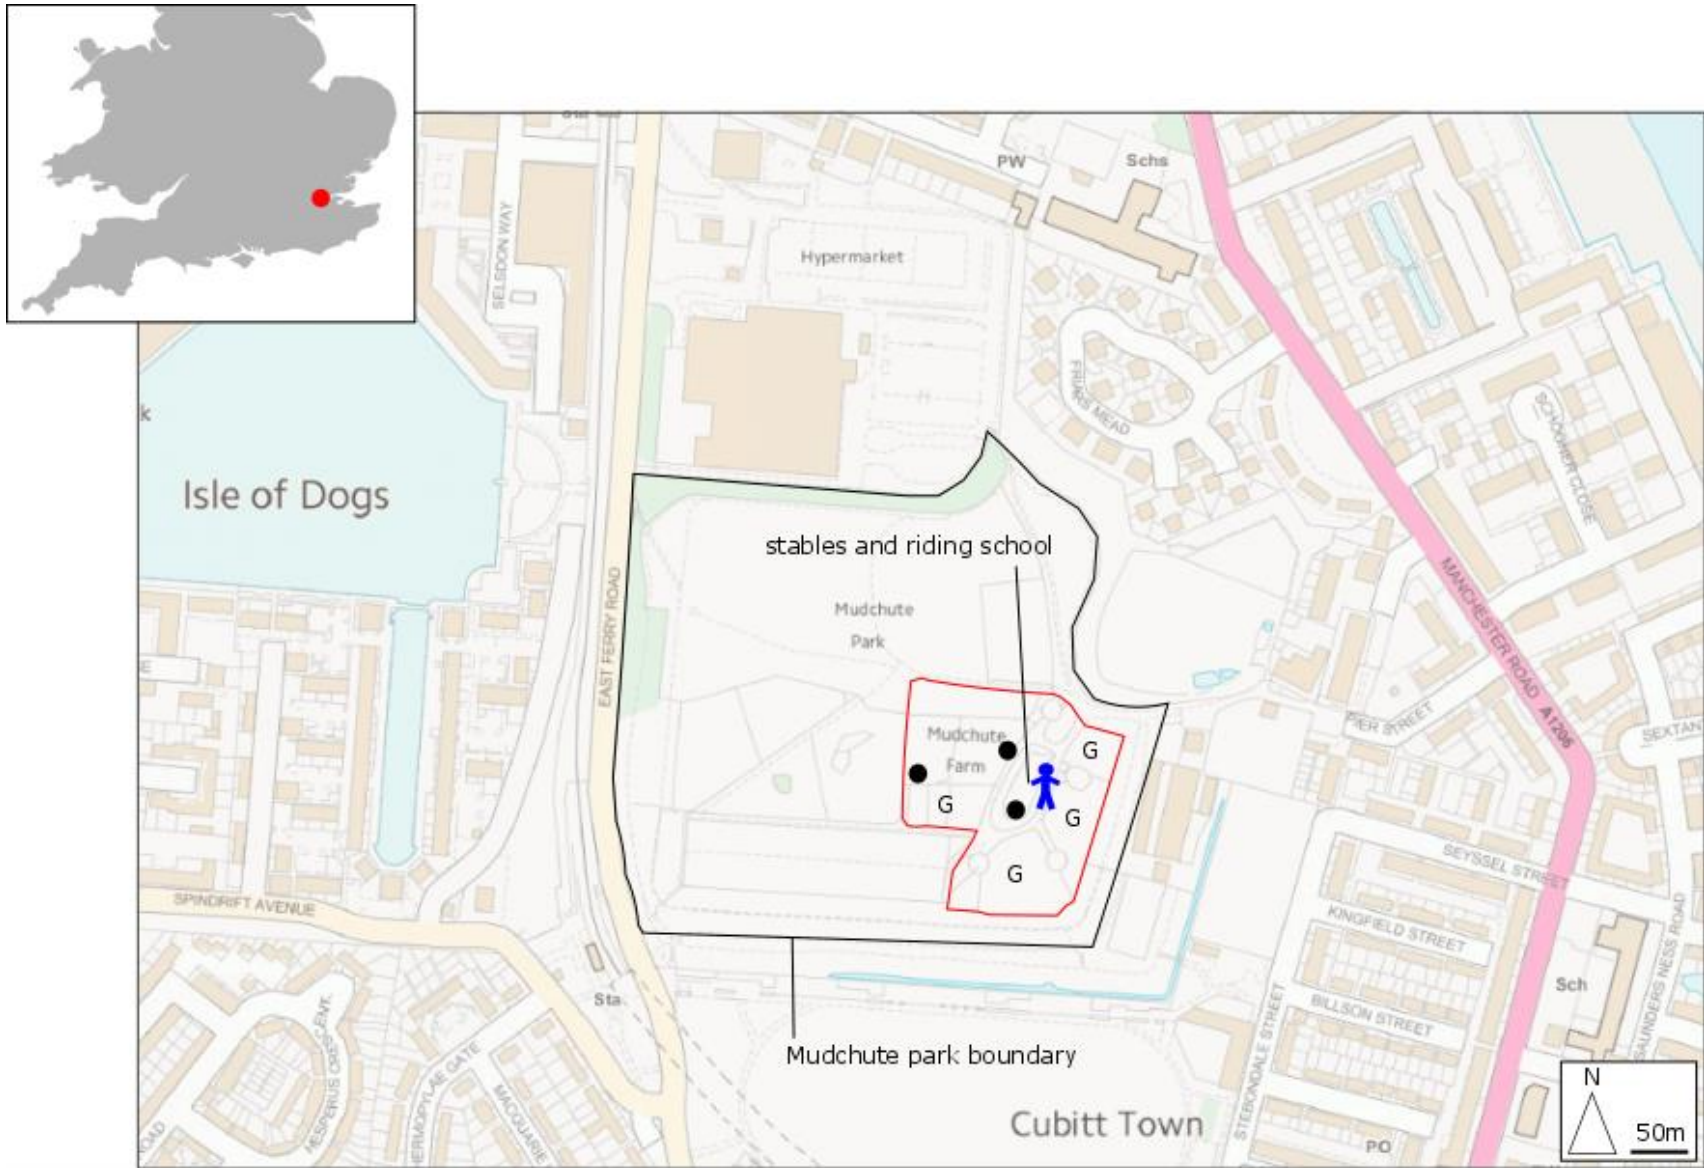 PW
Schs
SELSDON WAY
Hypermarket
FRIARS MEAD
SCHOONER CLOSE
k
Isle of Dogs
stables and riding school
EAST FERRY ROAD
Mudchute
Park
MANCHESTER ROAD A1206
PIER STREET
SEXTAN
Mudchute
Farm
G
G
G
G
SEYSSEL STREET
SPINDRIFT AVENUE
KINGFIELD STREET
Sta
BILLSON STREET
Sch
SAUNDERS NESS ROAD
STEBONDALE STREET
Mudchute park boundary
HESPERUS CRESCENT
THERMOPYLAE GATE
MACQUARIE
Cubitt Town
ROAD
PO
N
50m